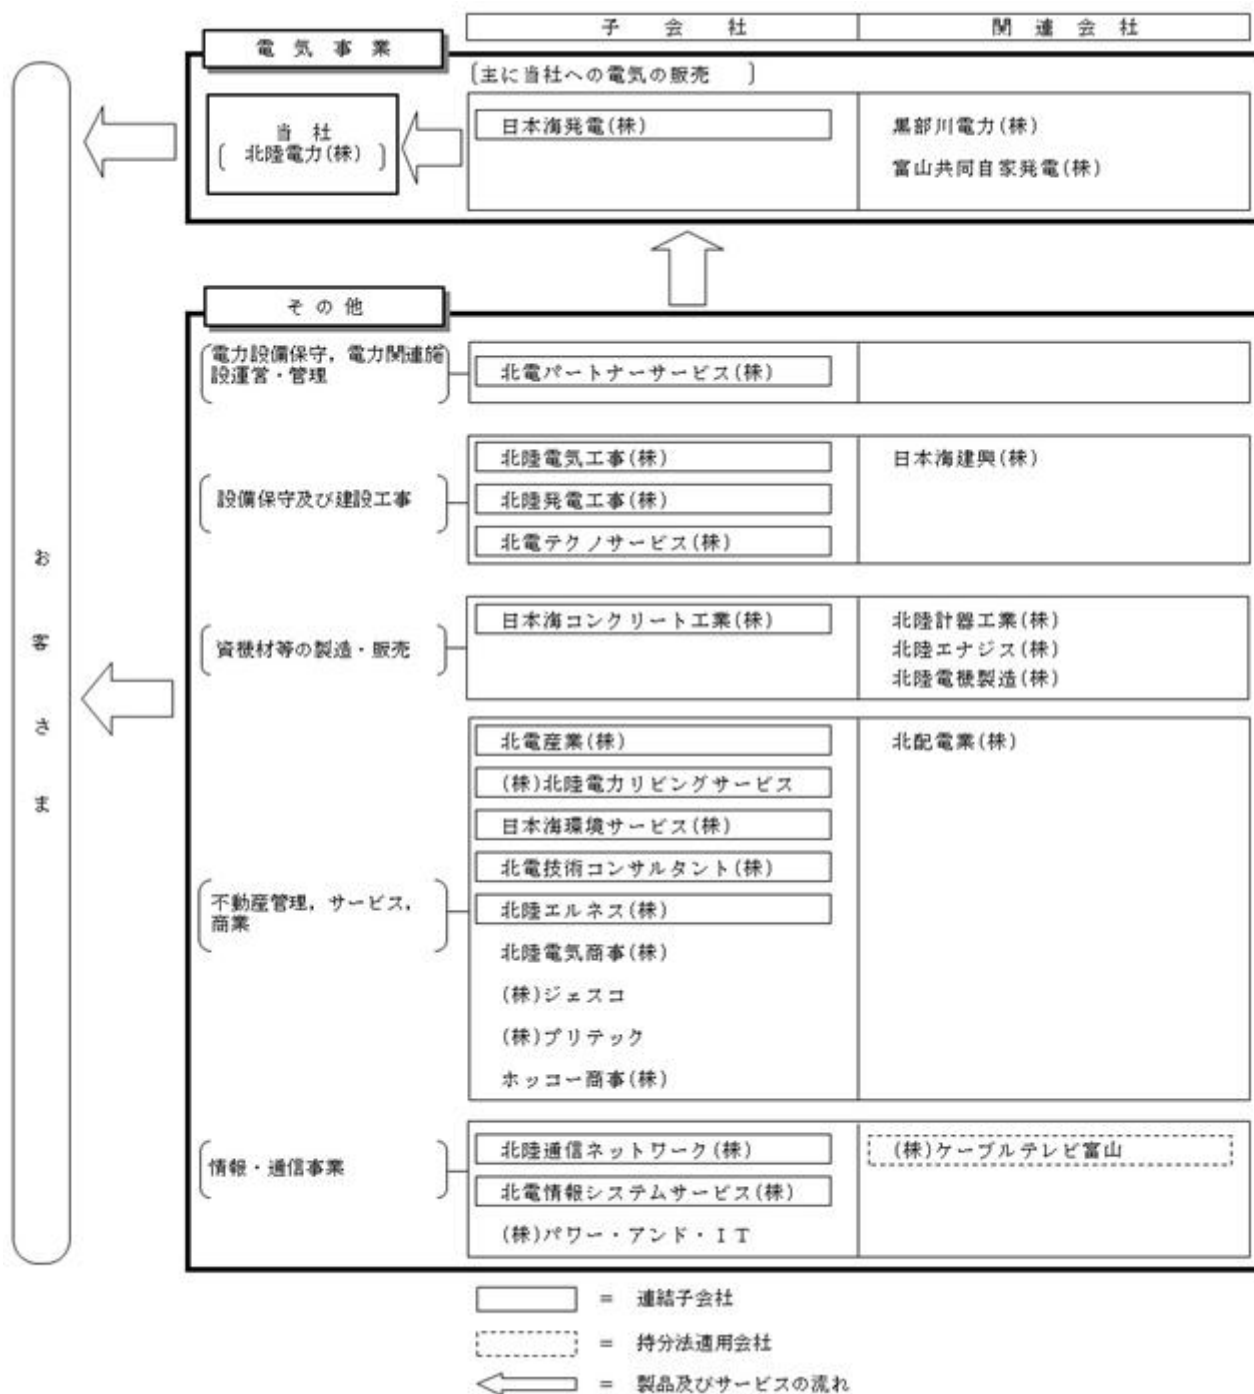 子会社
関連会社
電気事業
[主に当社への電気の販売]
当社
[北陸電力(株)]
日本海発電(株)
黒部川電力(株)
富山共同自家発電(株)
その他
電力設備保守，電力関連施
設運営・管理
北電パートナーサービス(株)
設備保守及び建設工事
北陸電気工事(株)
日本海建興(株)
北陸発電工事(株)
北電テクノサービス(株)
資機材等の製造・販売
日本海コンクリート工業(株)
北陸計器工業(株)
北陸エナジス(株)
北陸電機製造(株)
不動産管理，サービス，
商業
北電産業(株)
北配電業(株)
(株)北陸電力リビングサービス
日本海環境サービス(株)
北電技術コンサルタント(株)
北陸エルネス(株)
北陸電気商事(株)
(株)ジェスコ
(株)プリテック
ホッコー商事(株)
情報・通信事業
北陸通信ネットワーク(株)
(株)ケーブルテレビ富山
北電情報システムサービス(株)
(株)パワー・アンド・ＩＴ
お客さま
＝ 連結子会社
＝ 持分法適用会社
＝ 製品及びサービスの流れ